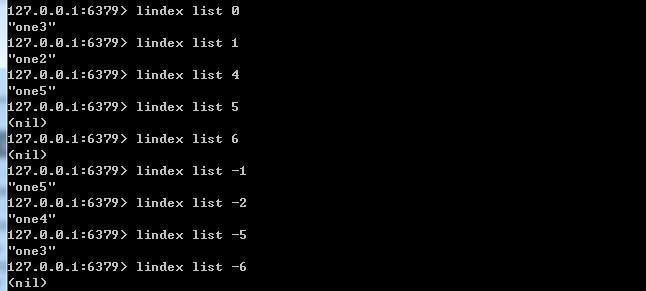 127.0.0.1:6379> lindex list 0
"one3"
127.0.0.1:6379> lindex list 1
"one2"
127.0.0.1:6379> lindex list 4
"one5"
127.0.0.1:6379> lindex list 5
(nil)
127.0.0.1:6379> lindex list 6
(nil)
127.0.0.1:6379> lindex list -1
"one5"
127.0.0.1:6379> lindex list -2
"one4"
127.0.0.1:6379> lindex list -5
"one3"
127.0.0.1:6379> lindex list -6
(nil)